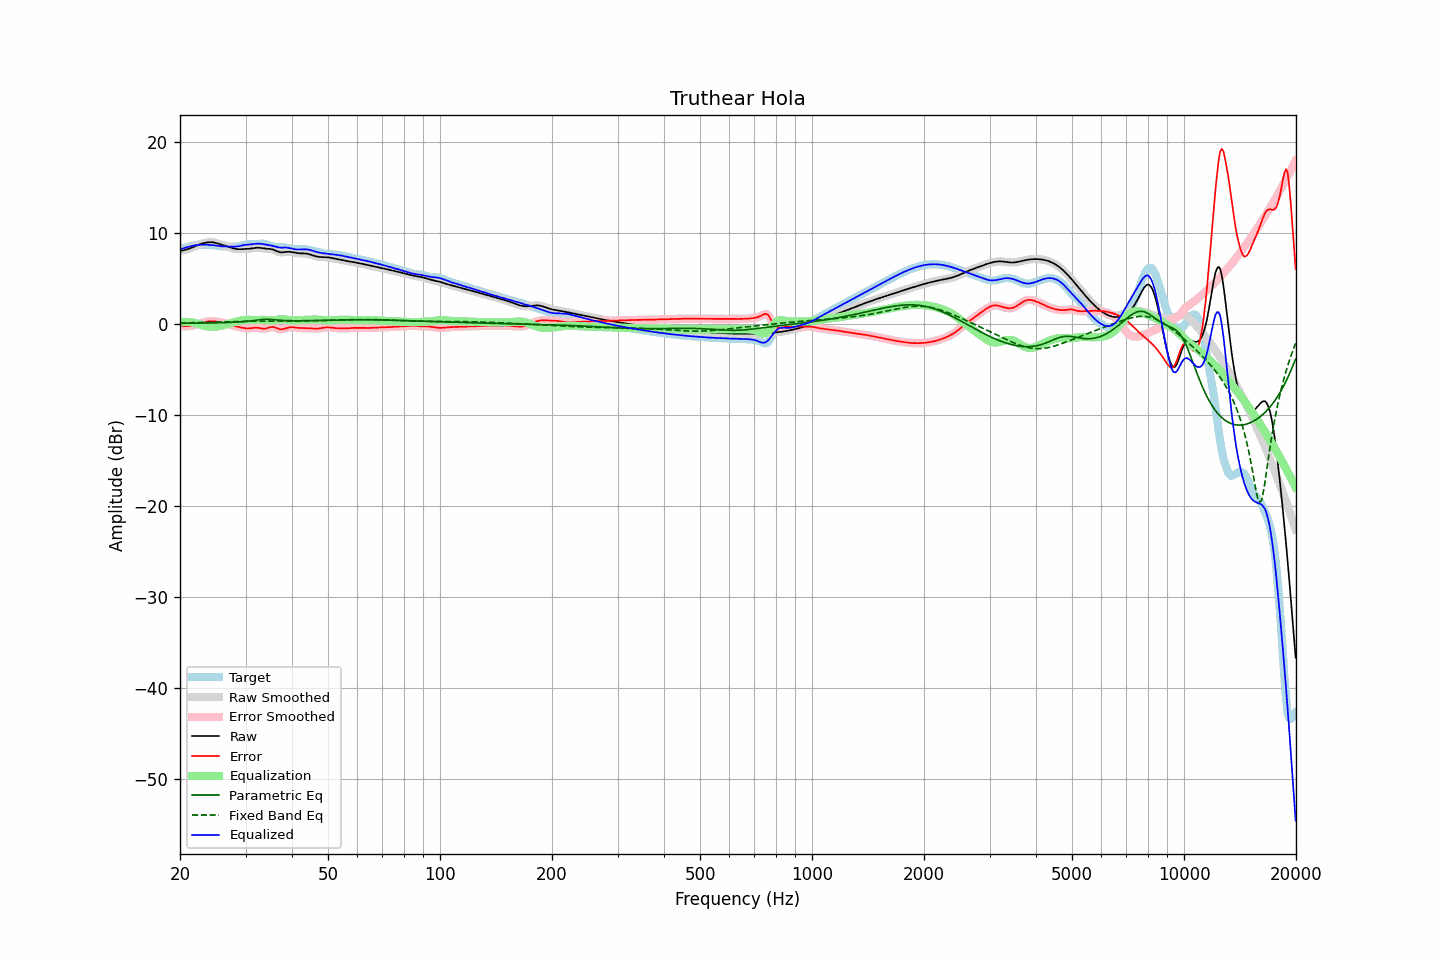 Truthear Hola
20
10
0
−10
−20
−30
−40
−50
Amplitude (dBr)
Target
Raw Smoothed
Error Smoothed
Raw
Error
Equalization
Parametric Eq
Fixed Band Eq
Equalized
20 50 100 200 500 1000 2000 5000 10000 20000
Frequency (Hz)